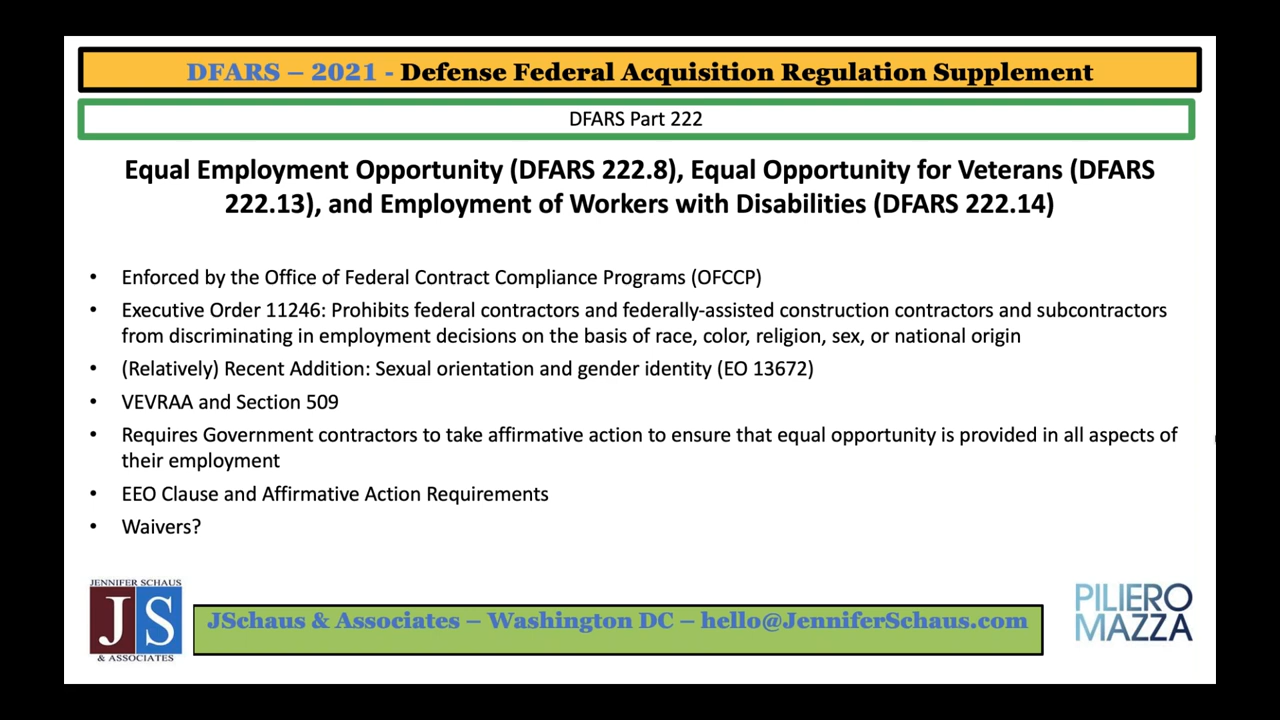 DFARS – 2021 - Defense Federal Acquisition Regulation Supplement
DFARS Part 222
Equal Employment Opportunity (DFARS 222.8), Equal Opportunity for Veterans (DFARS
222.13), and Employment of Workers with Disabilities (DFARS 222.14)
• Enforced by the Office of Federal Contract Compliance Programs (OFCCP)
• Executive Order 11246: Prohibits federal contractors and federally-assisted construction contractors and subcontractors
from discriminating in employment decisions on the basis of race, color, religion, sex, or national origin
• (Relatively) Recent Addition: Sexual orientation and gender identity (EO 13672)
• VEVRAA and Section 509
• Requires Government contractors to take affirmative action to ensure that equal opportunity is provided in all aspects of
their employment
• EEO Clause and Affirmative Action Requirements
• Waivers?
JENNIFER SCHAUS
JS
& ASSOCIATES
JSchaus & Associates – Washington DC – hello@JenniferSchaus.com
PILIERO
MAZZA